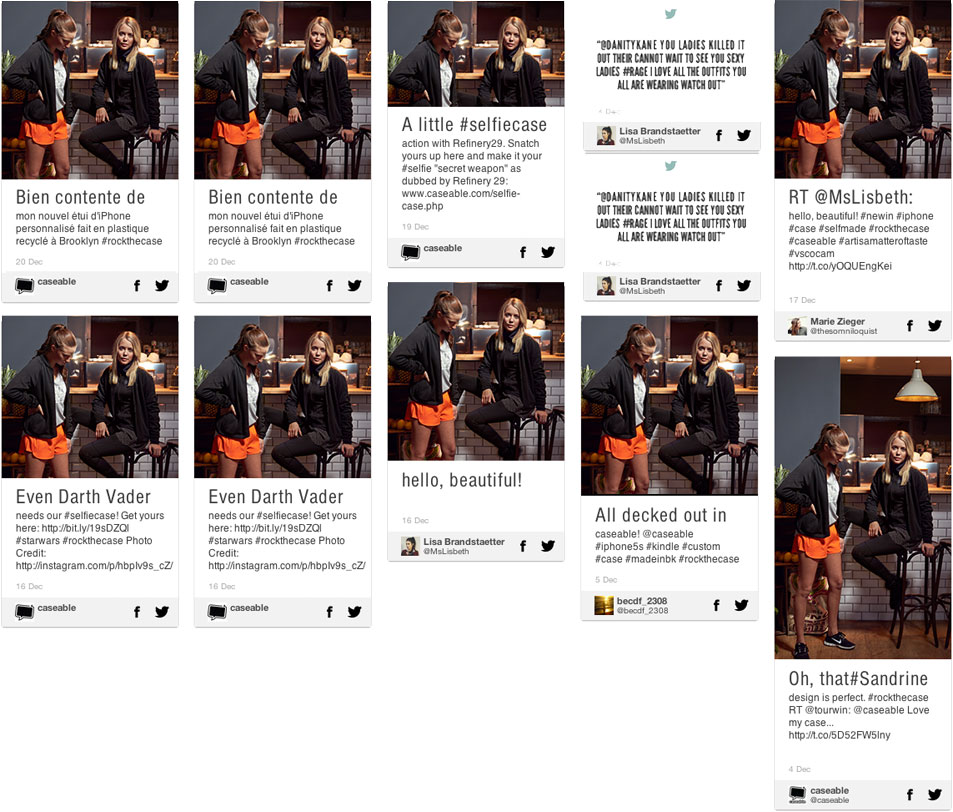 Bien contente de
mon nouvel étui d'iPhone
personnalisé fait en plastique
recyclé à Brooklyn #rockthecase
20 Dec
caseable
Even Darth Vader
needs our #selfiecase! Get yours
here: http://bit.ly/19sDZQl
#starwars #rockthecase Photo
Credit:
http://instagram.com/p/hbpIv9s_cZ/
16 Dec
caseable
Bien contente de
mon nouvel étui d'iPhone
personnalisé fait en plastique
recyclé à Brooklyn #rockthecase
20 Dec
caseable
Even Darth Vader
needs our #selfiecase! Get yours
here: http://bit.ly/19sDZQl
#starwars #rockthecase Photo
Credit:
http://instagram.com/p/hbpIv9s_cZ/
16 Dec
caseable
A little #selfiecase
action with Refinery29. Snatch
yours up here and make it your
#selfie "secret weapon" as
dubbed by Refinery 29:
www.caseable.com/selfie-
case.php
19 Dec
caseable
hello, beautiful!
16 Dec
Lisa Brandstaetter
@MsLisbeth
"@DANITYKANE YOU LADIES KILLED IT
OUT THEIR CANNOT WAIT TO SEE YOU SEXY
LADIES #RAGE I LOVE ALL THE OUTFITS YOU
ALL ARE WEARING WATCH OUT"
4 Dec
Lisa Brandstaetter
@MsLisbeth
"@DANITYKANE YOU LADIES KILLED IT
OUT THEIR CANNOT WAIT TO SEE YOU SEXY
LADIES #RAGE I LOVE ALL THE OUTFITS YOU
ALL ARE WEARING WATCH OUT"
4 Dec
Lisa Brandstaetter
@MsLisbeth
All decked out in
caseable! @caseable
#iphone5s #kindle #custom
#case #madeinbk #rockthecase
5 Dec
becdf_2308
@becdf_2308
RT @MsLisbeth:
hello, beautiful! #newin #iphone
#case #selfmade #rockthecase
#caseable #artisamatteroftaste
#vscocam
http://t.co/yOQUEngKei
17 Dec
Marie Zieger
@thesomniloquist
Oh, that#Sandrine
design is perfect. #rockthecase
RT @tourwin: @caseable Love
my case...
http://t.co/5D52FW5lny
4 Dec
caseable
@caseable